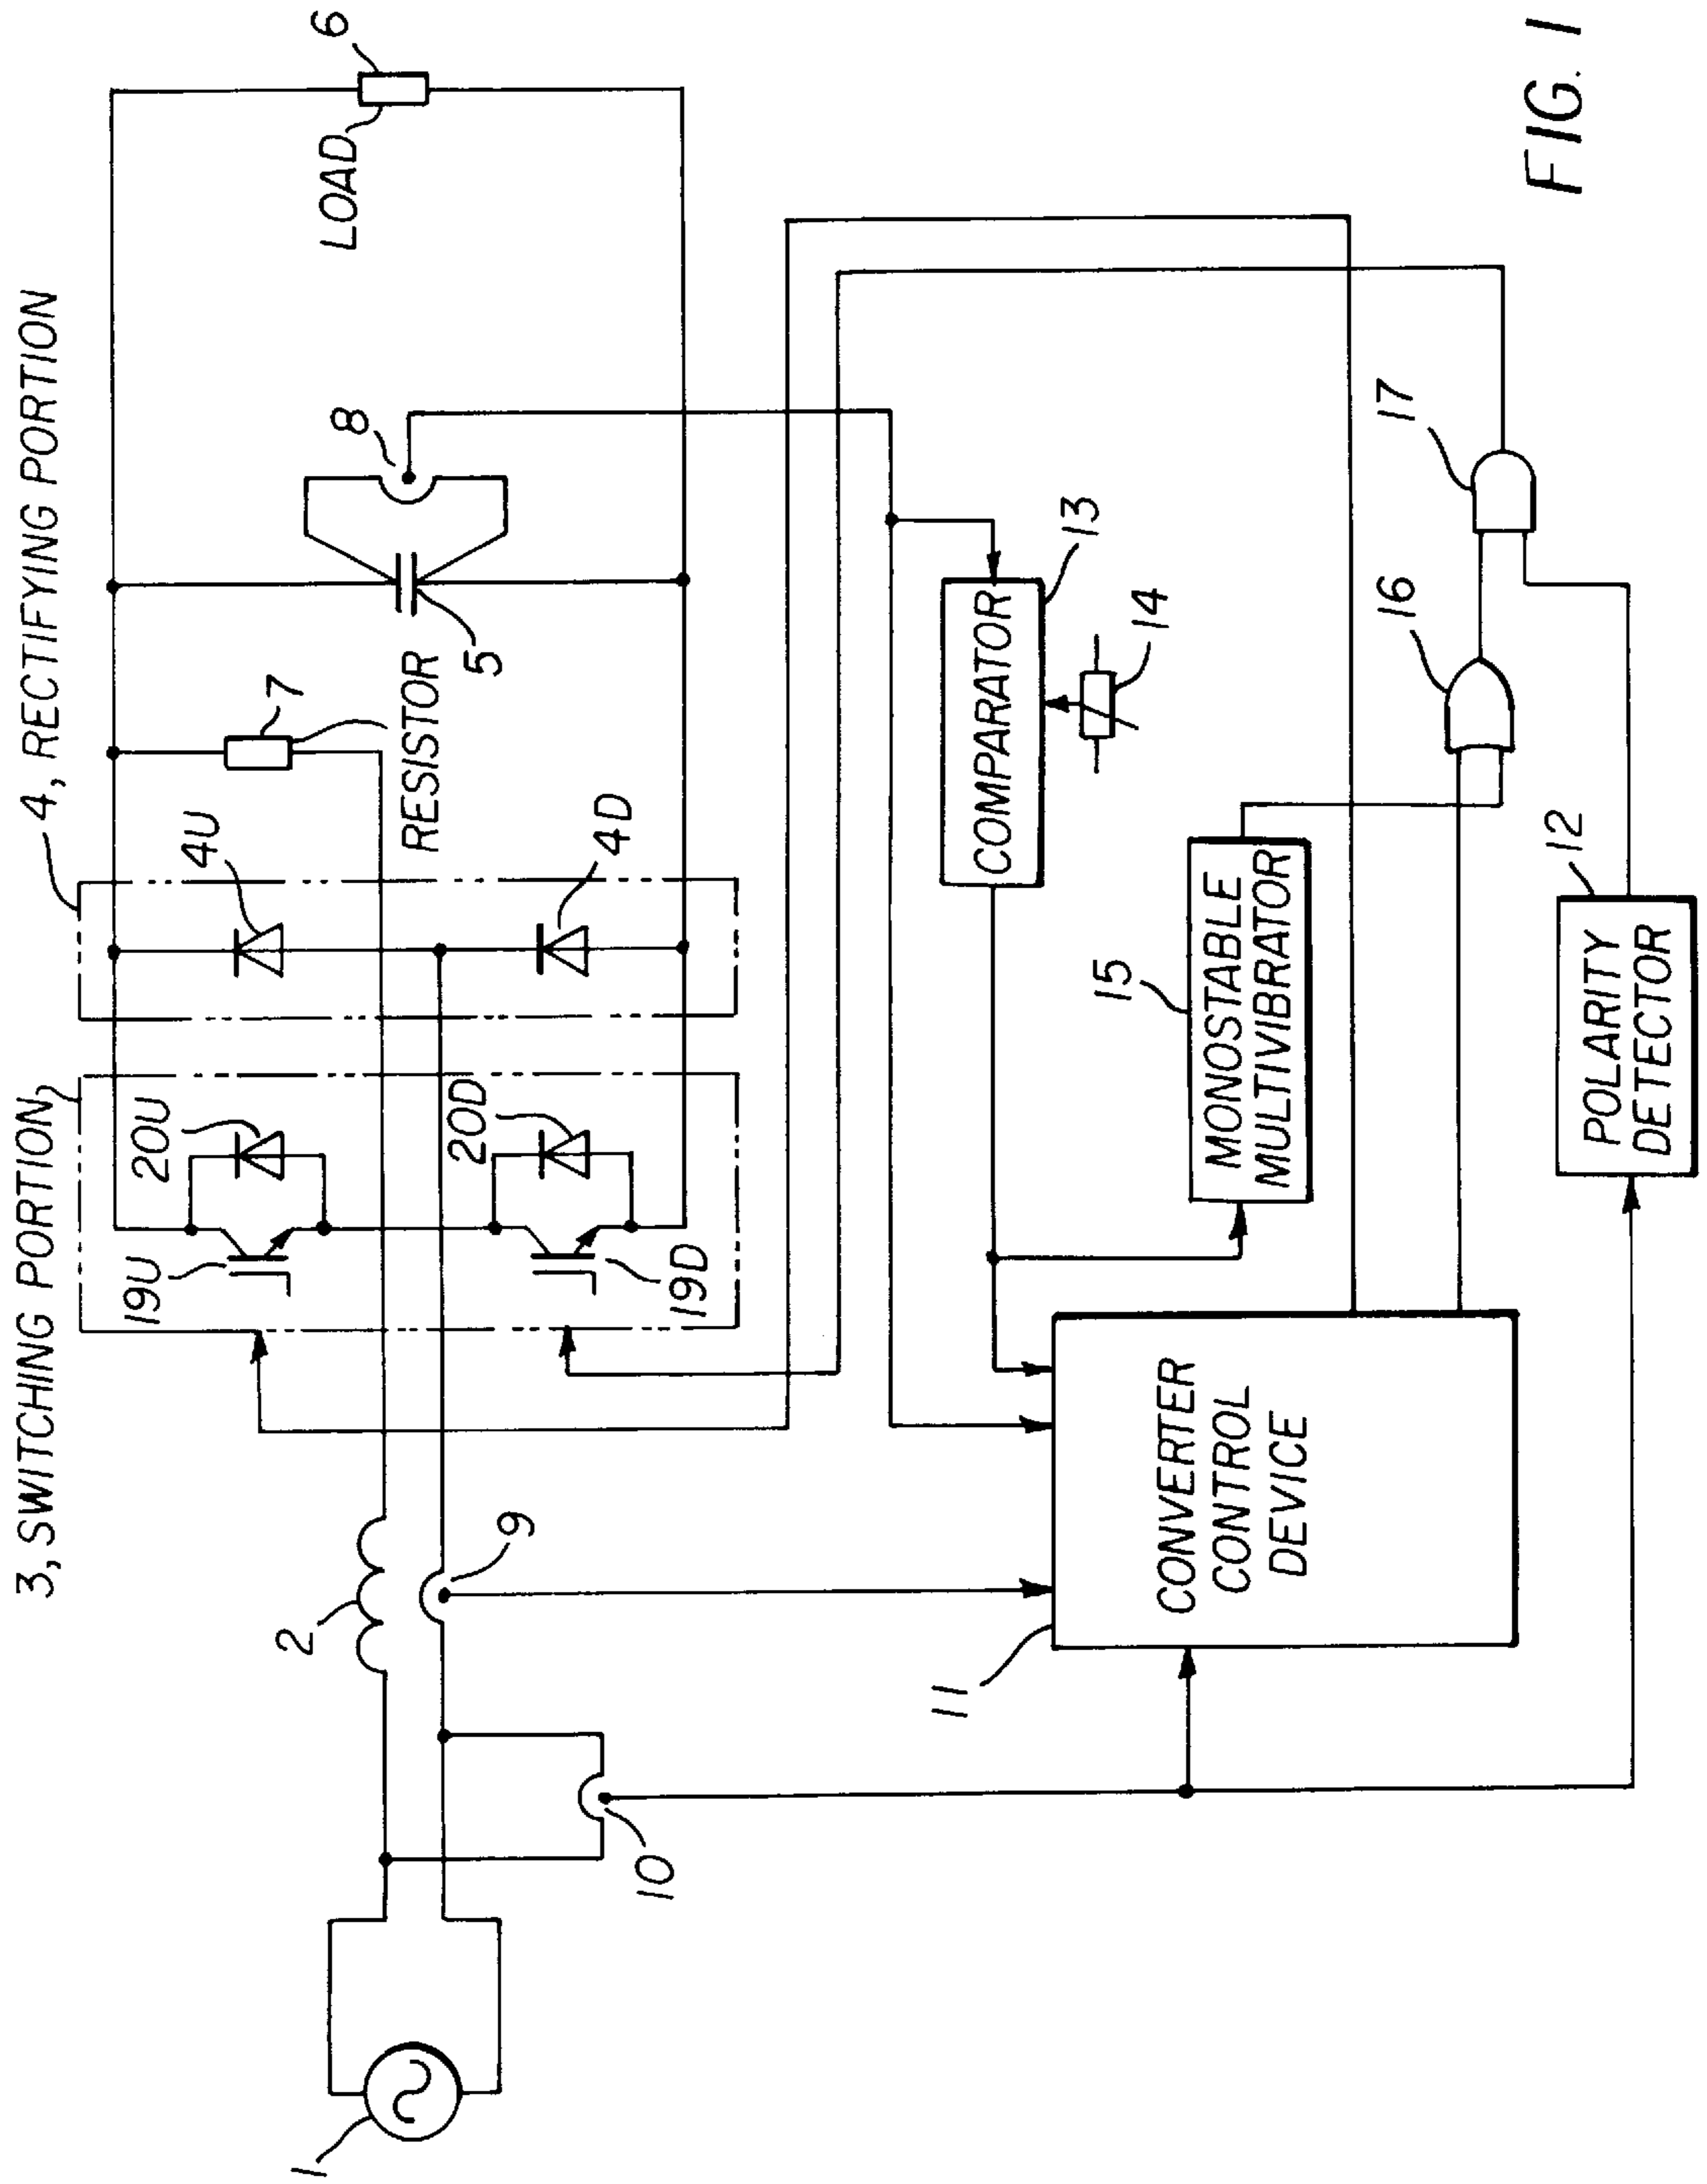 3, SWITCHING PORTION
4, RECTIFYING PORTION
6
LOAD
8
7
4U
20U
19U
RESISTOR
5
4D
20D
19D
2
9
1
10
COMPARATOR
13
14
17
16
15
MONOSTABLE
MULTIVIBRATOR
11
CONVERTER
CONTROL
DEVICE
12
POLARITY
DETECTOR
FIG. 1